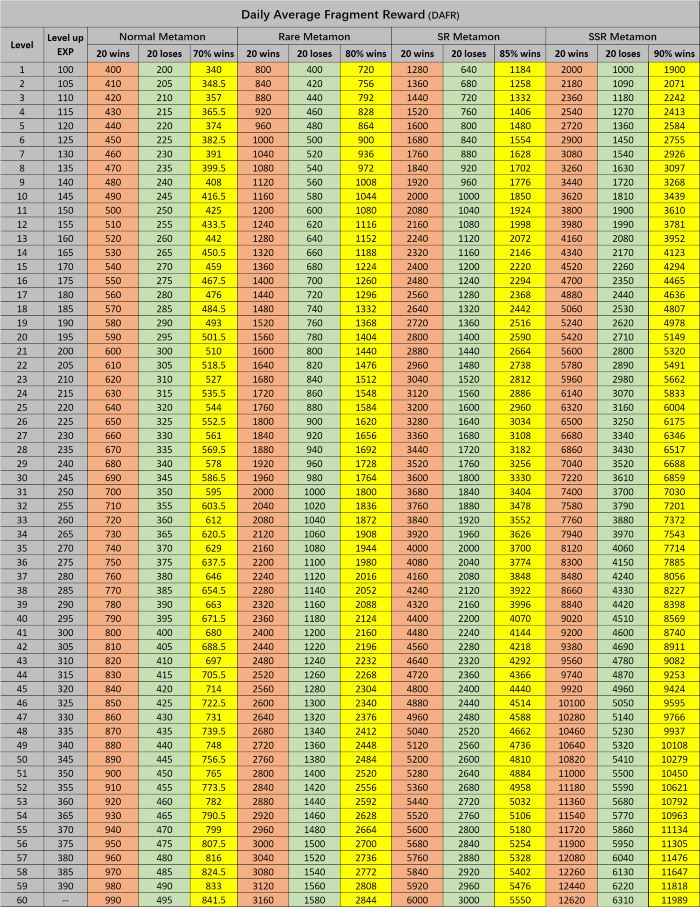 Daily Average Fragment Reward (DAFR)
Level Level up EXP Normal Metamon Rare Metamon SR Metamon SSR Metamon
20 wins 20 loses 70% wins 20 wins 20 loses 80% wins 20 wins 20 loses 85% wins 20 wins 20 loses 90% wins
1 100 400 200 340 800 400 720 1280 640 1184 2000 1000 1900
2 105 410 205 348.5 840 420 756 1360 680 1258 2180 1090 2071
3 110 420 210 357 880 440 792 1440 720 1332 2360 1180 2242
4 115 430 215 365.5 920 460 828 1520 760 1406 2540 1270 2413
5 120 440 220 374 960 480 864 1600 800 1480 2720 1360 2584
6 125 450 225 382.5 1000 500 900 1680 840 1554 2900 1450 2755
7 130 460 230 391 1040 520 936 1760 880 1628 3080 1540 2926
8 135 470 235 399.5 1080 540 972 1840 920 1702 3260 1630 3097
9 140 480 240 408 1120 560 1008 1920 960 1776 3440 1720 3268
10 145 490 245 416.5 1160 580 1044 2000 1000 1850 3620 1810 3439
11 150 500 250 425 1200 600 1080 2080 1040 1924 3800 1900 3610
12 155 510 255 433.5 1240 620 1116 2160 1080 1998 3980 1990 3781
13 160 520 260 442 1280 640 1152 2240 1120 2072 4160 2080 3952
14 165 530 265 450.5 1320 660 1188 2320 1160 2146 4340 2170 4123
15 170 540 270 459 1360 680 1224 2400 1200 2220 4520 2260 4294
16 175 550 275 467.5 1400 700 1260 2480 1240 2294 4700 2350 4465
17 180 560 280 476 1440 720 1296 2560 1280 2368 4880 2440 4636
18 185 570 285 484.5 1480 740 1332 2640 1320 2442 5060 2530 4807
19 190 580 290 493 1520 760 1368 2720 1360 2516 5240 2620 4978
20 195 590 295 501.5 1560 780 1404 2800 1400 2590 5420 2710 5149
21 200 600 300 510 1600 800 1440 2880 1440 2664 5600 2800 5320
22 205 610 305 518.5 1640 820 1476 2960 1480 2738 5780 2890 5491
23 210 620 310 527 1680 840 1512 3040 1520 2812 5960 2980 5662
24 215 630 315 535.5 1720 860 1548 3120 1560 2886 6140 3070 5833
25 220 640 320 544 1760 880 1584 3200 1600 2960 6320 3160 6004
26 225 650 325 552.5 1800 900 1620 3280 1640 3034 6500 3250 6175
27 230 660 330 561 1840 920 1656 3360 1680 3108 6680 3340 6346
28 235 670 335 569.5 1880 940 1692 3440 1720 3182 6860 3430 6517
29 240 680 340 578 1920 960 1728 3520 1760 3256 7040 3520 6688
30 245 690 345 586.5 1960 980 1764 3600 1800 3330 7220 3610 6859
31 250 700 350 595 2000 1000 1800 3680 1840 3404 7400 3700 7030
32 255 710 355 603.5 2040 1020 1836 3760 1880 3478 7580 3790 7201
33 260 720 360 612 2080 1040 1872 3840 1920 3552 7760 3880 7372
34 265 730 365 620.5 2120 1060 1908 3920 1960 3626 7940 3970 7543
35 270 740 370 629 2160 1080 1944 4000 2000 3700 8120 4060 7714
36 275 750 375 637.5 2200 1100 1980 4080 2040 3774 8300 4150 7885
37 280 760 380 646 2240 1120 2016 4160 2080 3848 8480 4240 8056
38 285 770 385 654.5 2280 1140 2052 4240 2120 3922 8660 4330 8227
39 290 780 390 663 2320 1160 2088 4320 2160 3996 8840 4420 8398
40 295 790 395 671.5 2360 1180 2124 4400 2200 4070 9020 4510 8569
41 300 800 400 680 2400 1200 2160 4480 2240 4144 9200 4600 8740
42 305 810 405 688.5 2440 1220 2196 4560 2280 4218 9380 4690 8911
43 310 820 410 697 2480 1240 2232 4640 2320 4292 9560 4780 9082
44 315 830 415 705.5 2520 1260 2268 4720 2360 4366 9740 4870 9253
45 320 840 420 714 2560 1280 2304 4800 2400 4440 9920 4960 9424
46 325 850 425 722.5 2600 1300 2340 4880 2440 4514 10100 5050 9595
47 330 860 430 731 2640 1320 2376 4960 2480 4588 10280 5140 9766
48 335 870 435 739.5 2680 1340 2412 5040 2520 4662 10460 5230 9937
49 340 880 440 748 2720 1360 2448 5120 2560 4736 10640 5320 10108
50 345 890 445 756.5 2760 1380 2484 5200 2600 4810 10820 5410 10279
51 350 900 450 765 2800 1400 2520 5280 2640 4884 11000 5500 10450
52 355 910 455 773.5 2840 1420 2556 5360 2680 4958 11180 5590 10621
53 360 920 460 782 2880 1440 2592 5440 2720 5032 11360 5680 10792
54 365 930 465 790.5 2920 1460 2628 5520 2760 5106 11540 5770 10963
55 370 940 470 799 2960 1480 2664 5600 2800 5180 11720 5860 11134
56 375 950 475 807.5 3000 1500 2700 5680 2840 5254 11900 5950 11305
57 380 960 480 816 3040 1520 2736 5760 2880 5328 12080 6040 11476
58 385 970 485 824.5 3080 1540 2772 5840 2920 5402 12260 6130 11647
59 390 980 490 833 3120 1560 2808 5920 2960 5476 12440 6220 11818
60 -- 990 495 841.5 3160 1580 2844 6000 3000 5550 12620 6310 11989